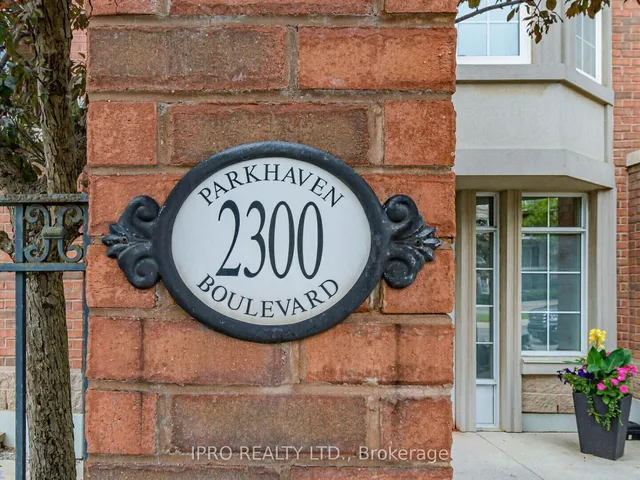 PARKHAVEN
2300
BOULEVARD
IPRO REALTY LTD., Brokerage